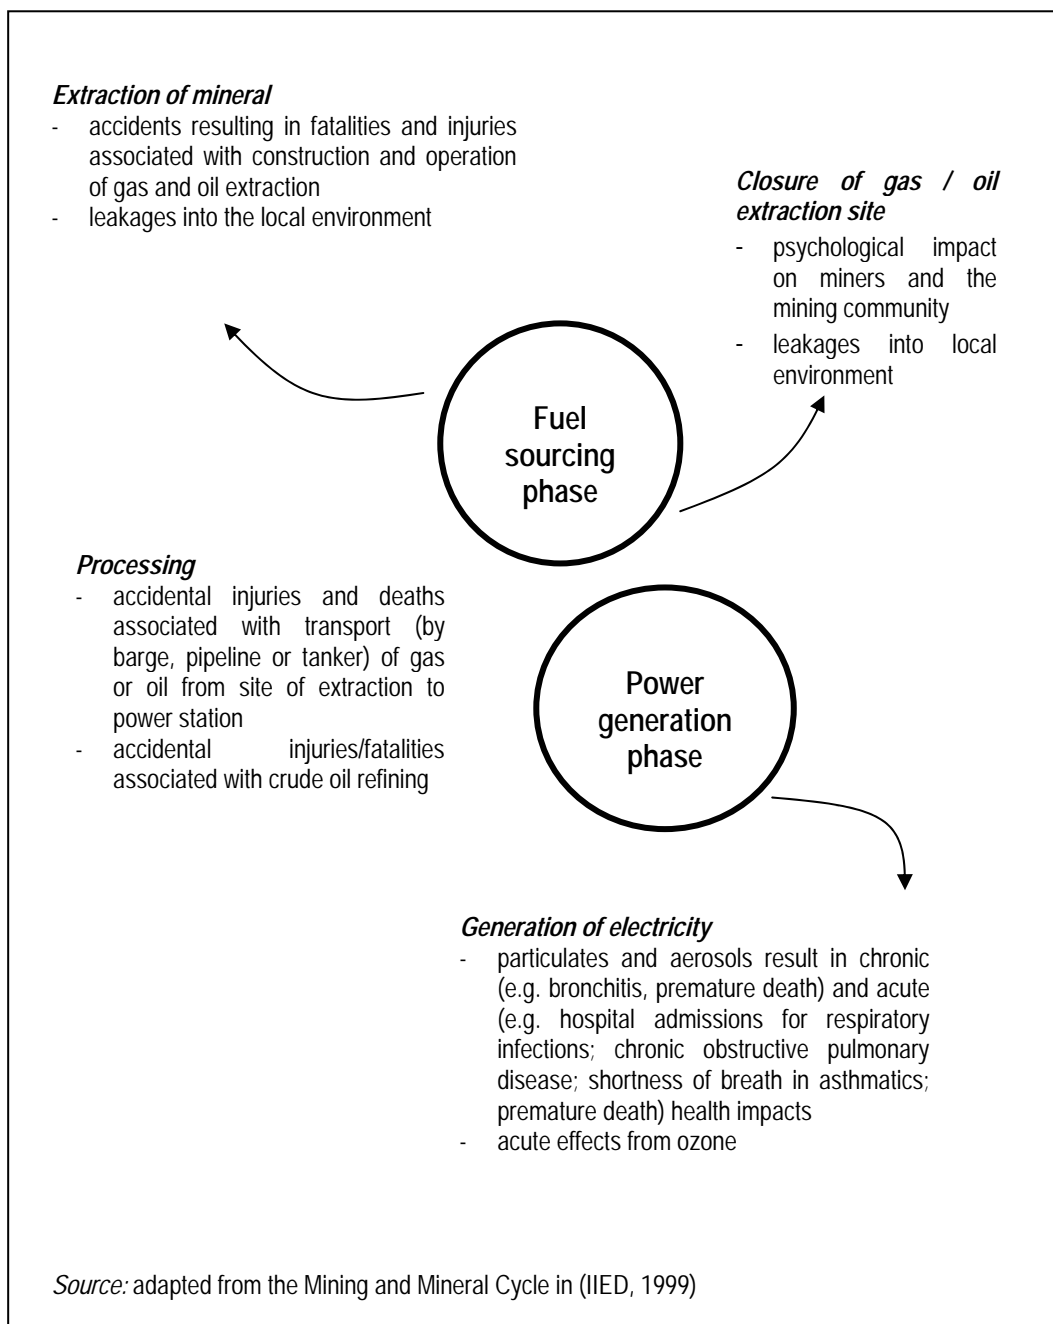 Extraction of mineral
- accidents resulting in fatalities and injuries
associated with construction and operation
of gas and oil extraction
- leakages into the local environment
Closure of gas / oil
extraction site
- psychological impact
on miners and the
mining community
- leakages into local
environment
Fuel
sourcing
phase
Processing
- accidental injuries and deaths
associated with transport (by
barge, pipeline or tanker) of gas
or oil from site of extraction to
power station
- accidental injuries/fatalities
associated with crude oil refining
Power
generation
phase
Generation of electricity
- particulates and aerosols result in chronic
(e.g. bronchitis, premature death) and acute
(e.g. hospital admissions for respiratory
infections; chronic obstructive pulmonary
disease; shortness of breath in asthmatics;
premature death) health impacts
- acute effects from ozone
Source: adapted from the Mining and Mineral Cycle in (IIED, 1999)